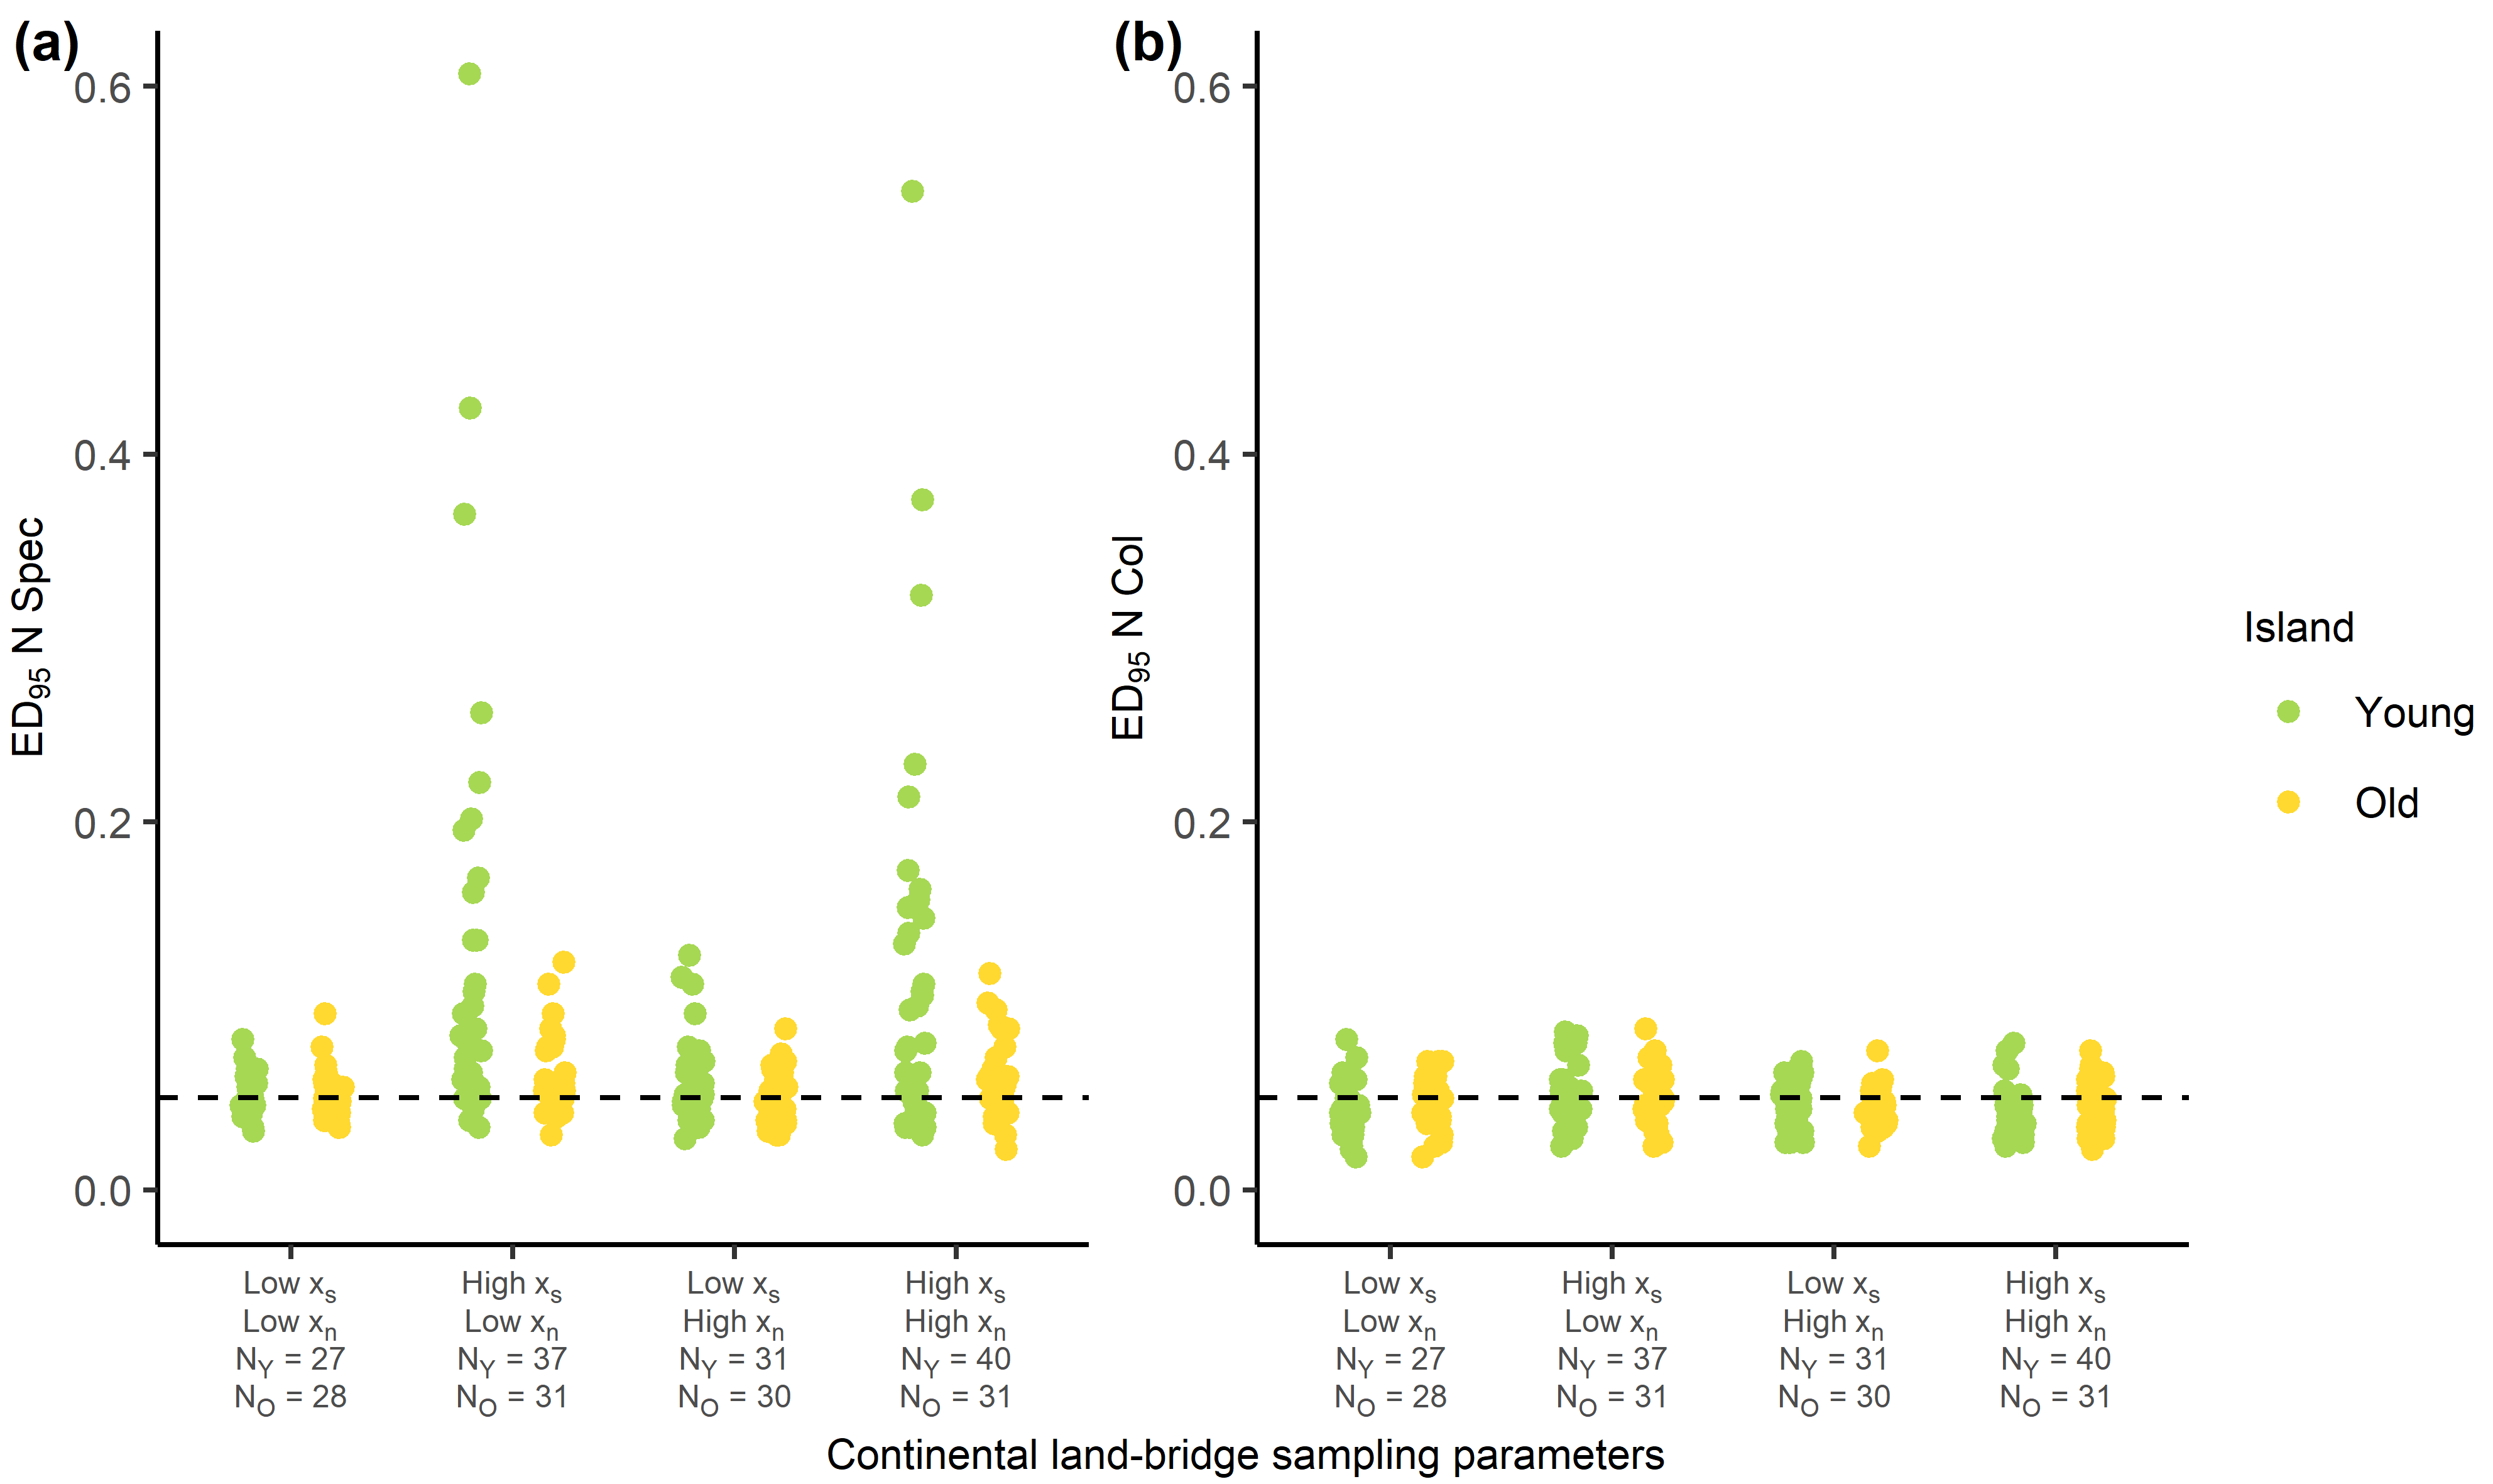 (a)
0.6
0.4
0.2
0.0
ED95 N Spec
Low xs High xs Low xs High xs
Low xn Low xn High xn High xn
NY = 27 NY = 37 NY = 31 NY = 40
NO = 28 NO = 31 NO = 30 NO = 31
(b)
0.6
0.4
0.2
0.0
ED95 N Col
Low xs High xs Low xs High xs
Low xn Low xn High xn High xn
NY = 27 NY = 37 NY = 31 NY = 40
NO = 28 NO = 31 NO = 30 NO = 31
Continental land-bridge sampling parameters
Island
Young
Old